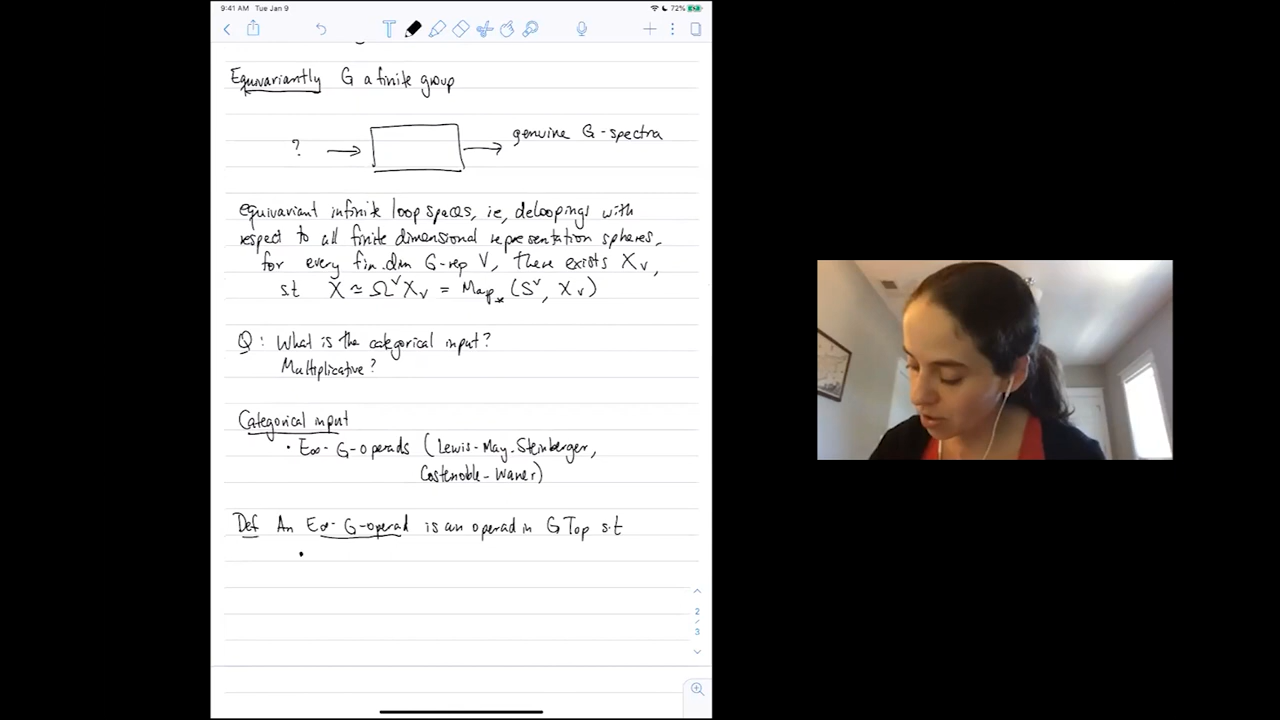 9:41 AM Tue Jan 9
72%
Equivariantly G a finite group
? → → genuine G-spectra
equivariant infinite loop spaces, ie, deloopings with
respect to all finite dimensional representation spheres,
for every fin.dim G-rep V, there exists X_V,
s.t X ≃ Ω^V X_V = Map_* (S^V, X_V)
Q: What is the categorical input?
Multiplicative?
Categorical input
• E∞- G-operads (Lewis-May-Steinberger,
Costenoble-Waner)
Def An E∞- G-operad is an operad in G Top s.t
•
2
/
3